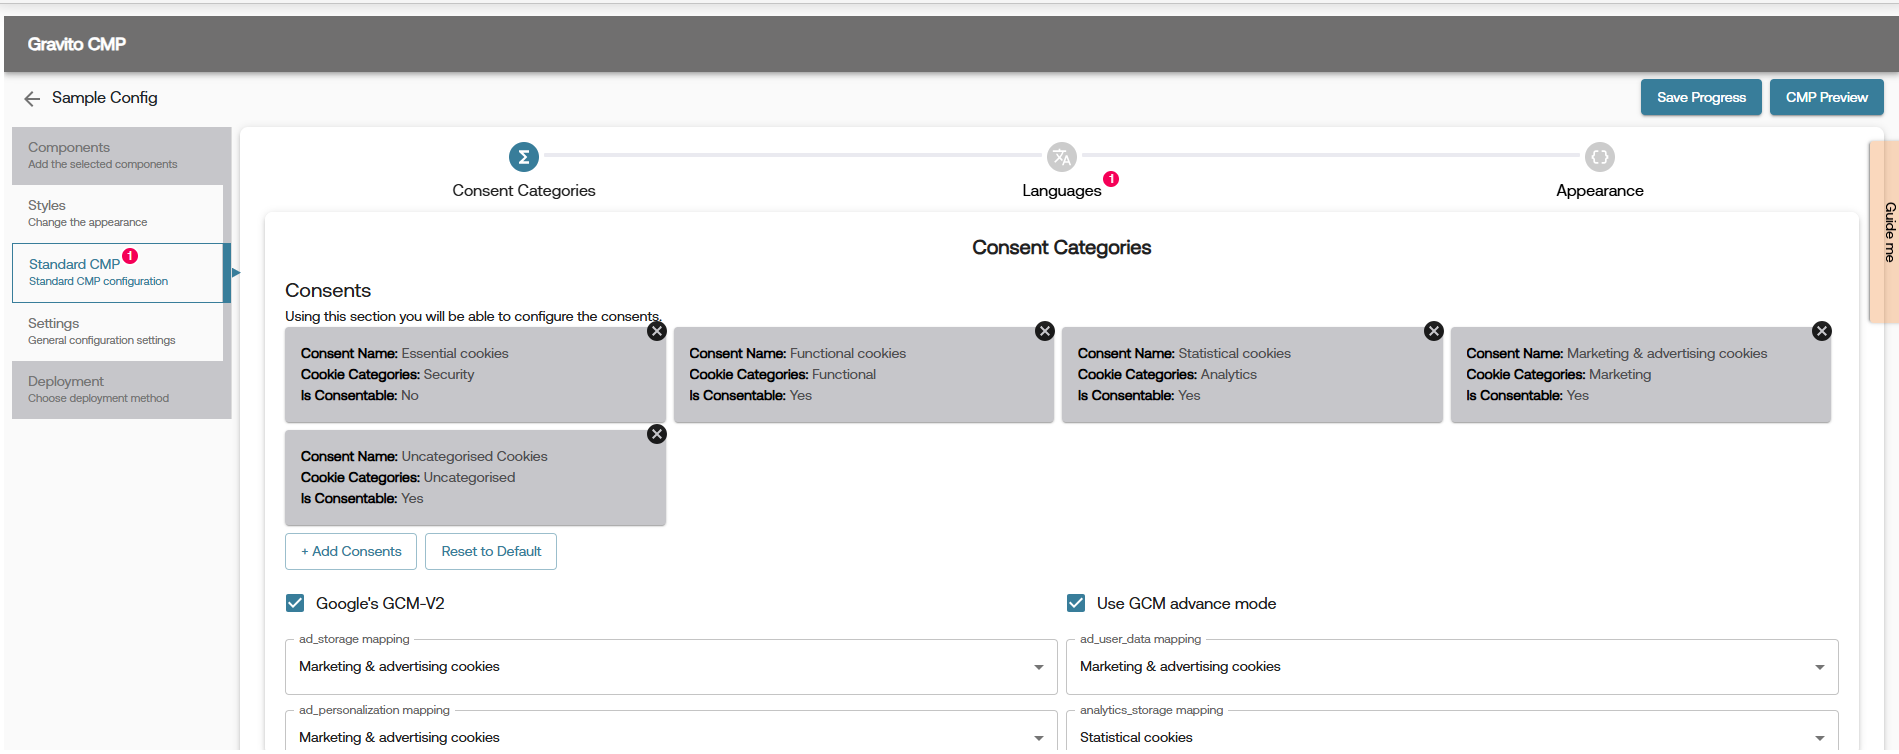 Gravito CMP
Sample Config
Save Progress
CMP Preview
Components
Add the selected components
Styles
Change the appearance
Standard CMP 1
Standard CMP configuration
Settings
General configuration settings
Deployment
Choose deployment method
Consent Categories
Languages 1
Appearance
Guide me
Consent Categories
Consents
Using this section you will be able to configure the consents.
Consent Name: Essential cookies
Cookie Categories: Security
Is Consentable: No
Consent Name: Functional cookies
Cookie Categories: Functional
Is Consentable: Yes
Consent Name: Statistical cookies
Cookie Categories: Analytics
Is Consentable: Yes
Consent Name: Marketing & advertising cookies
Cookie Categories: Marketing
Is Consentable: Yes
Consent Name: Uncategorised Cookies
Cookie Categories: Uncategorised
Is Consentable: Yes
+ Add Consents
Reset to Default
Google's GCM-V2
Use GCM advance mode
ad_storage mapping
Marketing & advertising cookies
ad_user_data mapping
Marketing & advertising cookies
ad_personalization mapping
Marketing & advertising cookies
analytics_storage mapping
Statistical cookies